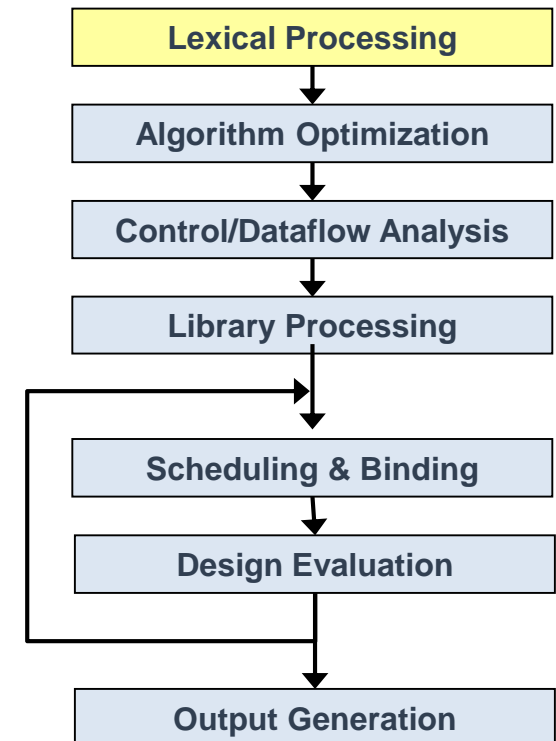 Lexical Processing
Algorithm Optimization
Control/Dataflow Analysis
Library Processing
Scheduling & Binding
Design Evaluation
Output Generation